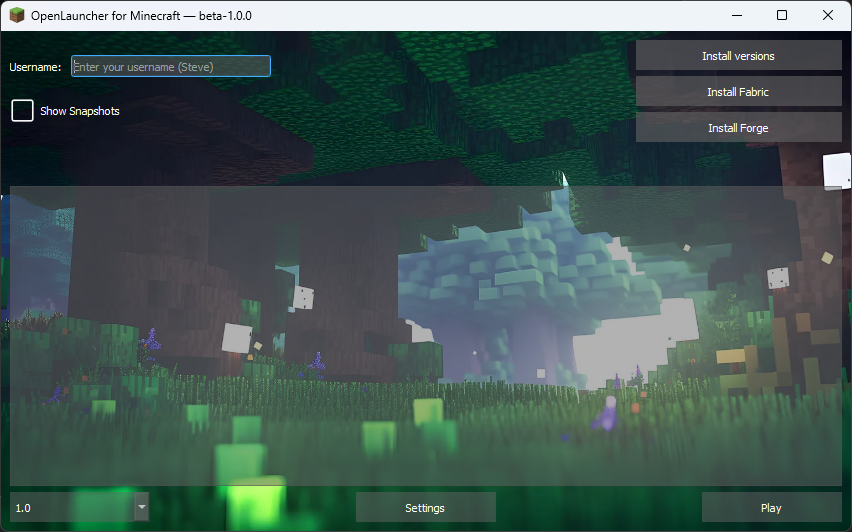 OpenLauncher for Minecraft — beta-1.0.0
Username:
Enter your username (Steve)
Show Snapshots
Install versions
Install Fabric
Install Forge
1.0
Settings
Play